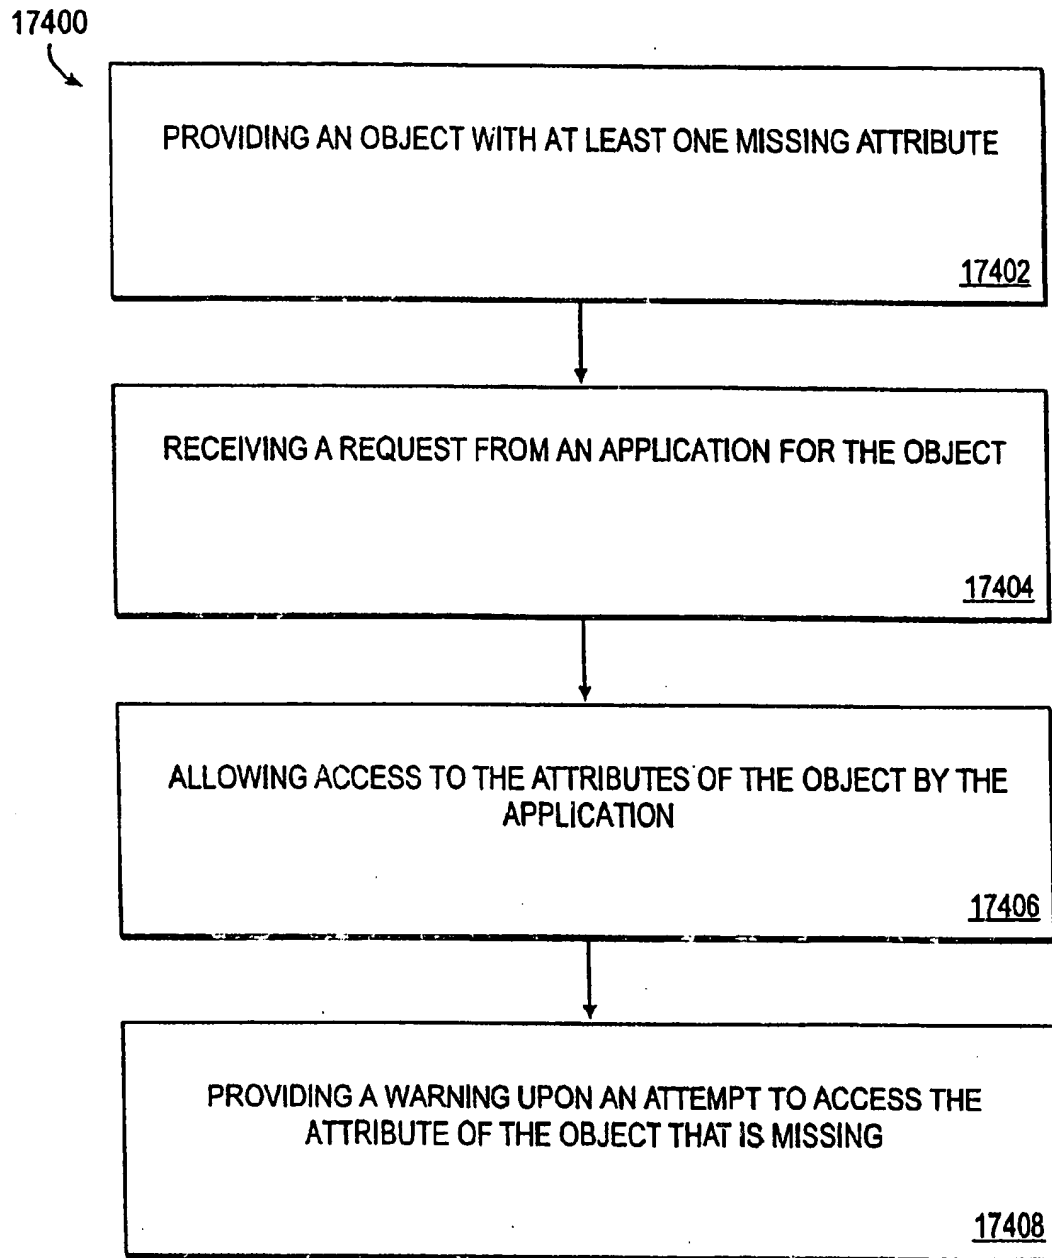 17400
PROVIDING AN OBJECT WITH AT LEAST ONE MISSING ATTRIBUTE
17402
RECEIVING A REQUEST FROM AN APPLICATION FOR THE OBJECT
17404
ALLOWING ACCESS TO THE ATTRIBUTES OF THE OBJECT BY THE
APPLICATION
17406
PROVIDING A WARNING UPON AN ATTEMPT TO ACCESS THE
ATTRIBUTE OF THE OBJECT THAT IS MISSING
17408